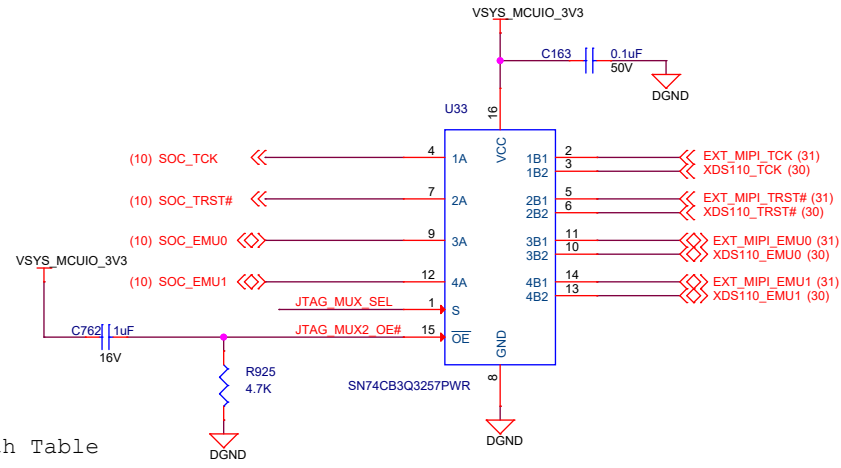 VSYS_MCUIO_3V3
C163
0.1uF
50V
DGND
U33
16
VCC
(10) SOC_TCK
4
1A
1B1
2
EXT_MIPI_TCK (31)
1B2
3
XDS110_TCK (30)
(10) SOC_TRST#
7
2A
2B1
5
EXT_MIPI_TRST# (31)
2B2
6
XDS110_TRST# (30)
(10) SOC_EMU0
9
3A
3B1
11
EXT_MIPI_EMU0 (31)
3B2
10
XDS110_EMU0 (30)
VSYS_MCUIO_3V3
(10) SOC_EMU1
12
4A
4B1
14
EXT_MIPI_EMU1 (31)
4B2
13
XDS110_EMU1 (30)
JTAG_MUX_SEL
1
S
C762
1uF
16V
JTAG_MUX2_OE#
15
OE
GND
8
R925
4.7K
SN74CB3Q3257PWR
DGND
DGND
h Table